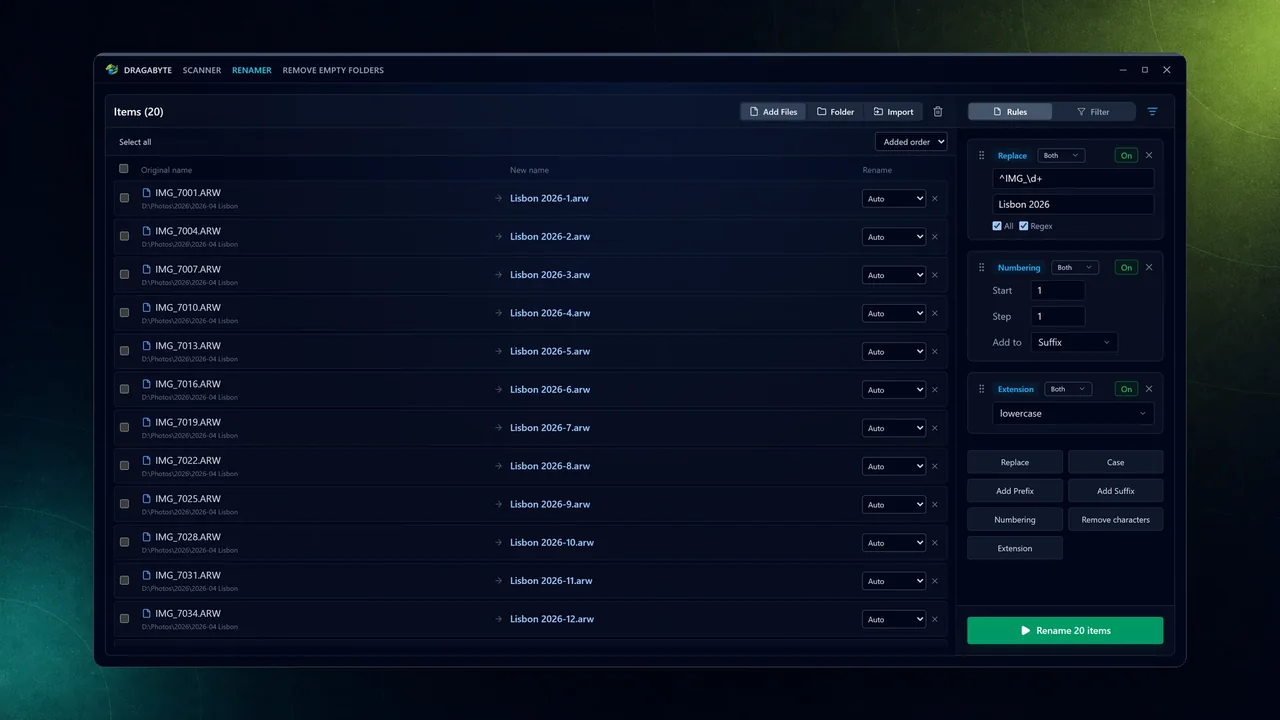 DRAGABYTE SCANNER RENAMER REMOVE EMPTY FOLDERS
Items (20) Add Files Folder Import
Select all Added order
Original name New name Rename
IMG_7001.ARW
D:\Photos\2026\2026-04 Lisbon
Lisbon 2026-1.arw Auto
IMG_7004.ARW
D:\Photos\2026\2026-04 Lisbon
Lisbon 2026-2.arw Auto
IMG_7007.ARW
D:\Photos\2026\2026-04 Lisbon
Lisbon 2026-3.arw Auto
IMG_7010.ARW
D:\Photos\2026\2026-04 Lisbon
Lisbon 2026-4.arw Auto
IMG_7013.ARW
D:\Photos\2026\2026-04 Lisbon
Lisbon 2026-5.arw Auto
IMG_7016.ARW
D:\Photos\2026\2026-04 Lisbon
Lisbon 2026-6.arw Auto
IMG_7019.ARW
D:\Photos\2026\2026-04 Lisbon
Lisbon 2026-7.arw Auto
IMG_7022.ARW
D:\Photos\2026\2026-04 Lisbon
Lisbon 2026-8.arw Auto
IMG_7025.ARW
D:\Photos\2026\2026-04 Lisbon
Lisbon 2026-9.arw Auto
IMG_7028.ARW
D:\Photos\2026\2026-04 Lisbon
Lisbon 2026-10.arw Auto
IMG_7031.ARW
D:\Photos\2026\2026-04 Lisbon
Lisbon 2026-11.arw Auto
IMG_7034.ARW
D:\Photos\2026\2026-04 Lisbon
Lisbon 2026-12.arw Auto
Rules Filter
Replace Both On
^IMG_\d+
Lisbon 2026
All Regex
Numbering Both On
Start 1
Step 1
Add to Suffix
Extension Both On
lowercase
Replace Case
Add Prefix Add Suffix
Numbering Remove characters
Extension
Rename 20 items